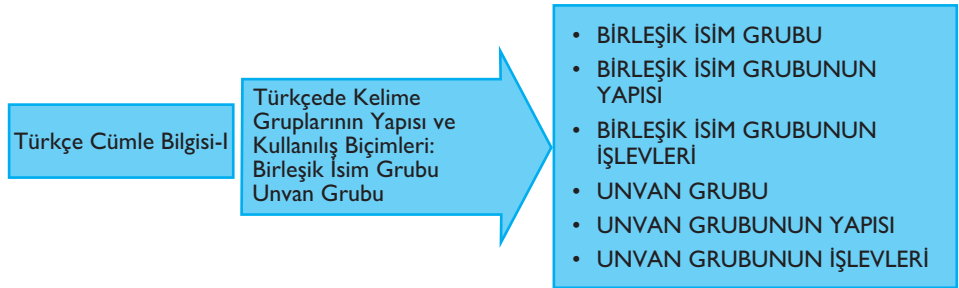 Türkçe Cümle Bilgisi-I
Türkçede Kelime
Gruplarının Yapısı ve
Kullanılış Biçimleri:
Birleşik İsim Grubu
Unvan Grubu
• BİRLEŞİK İSİM GRUBU
• BİRLEŞİK İSİM GRUBUNUN
YAPISI
• BİRLEŞİK İSİM GRUBUNUN
İŞLEVLERİ
• UNVAN GRUBU
• UNVAN GRUBUNUN YAPISI
• UNVAN GRUBUNUN İŞLEVLERİ